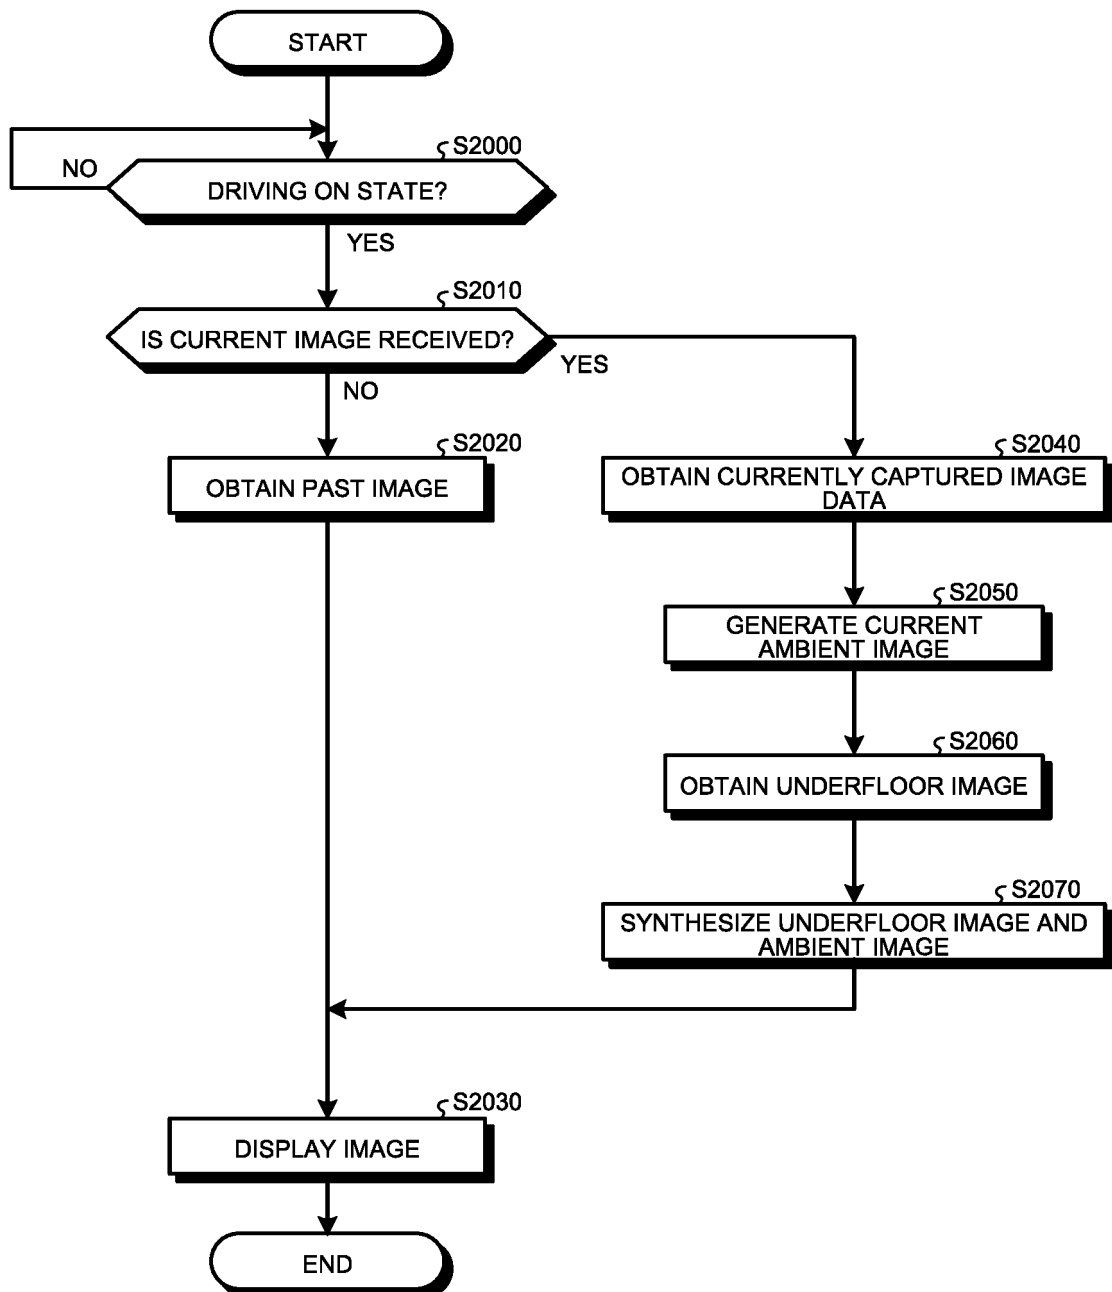 START
S2000
NO
DRIVING ON STATE?
YES
S2010
IS CURRENT IMAGE RECEIVED?
YES
NO
S2020
OBTAIN PAST IMAGE
S2040
OBTAIN CURRENTLY CAPTURED IMAGE
DATA
S2050
GENERATE CURRENT
AMBIENT IMAGE
S2060
OBTAIN UNDERFLOOR IMAGE
S2070
SYNTHESIZE UNDERFLOOR IMAGE AND
AMBIENT IMAGE
S2030
DISPLAY IMAGE
END